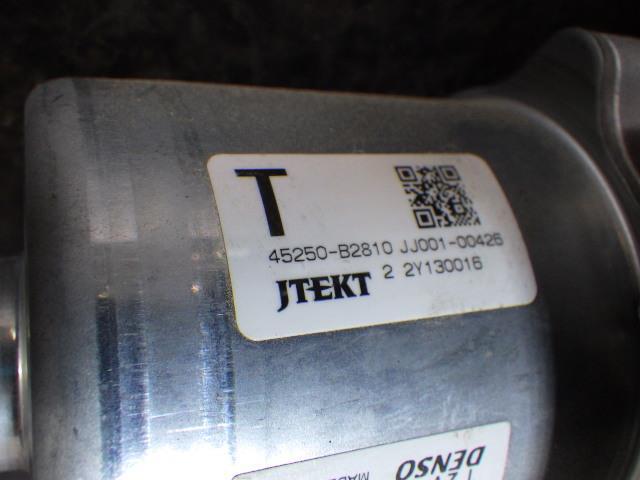 T
45250-B2810 JJ001-00426
JTEKT 2 2Y130016
DENSO